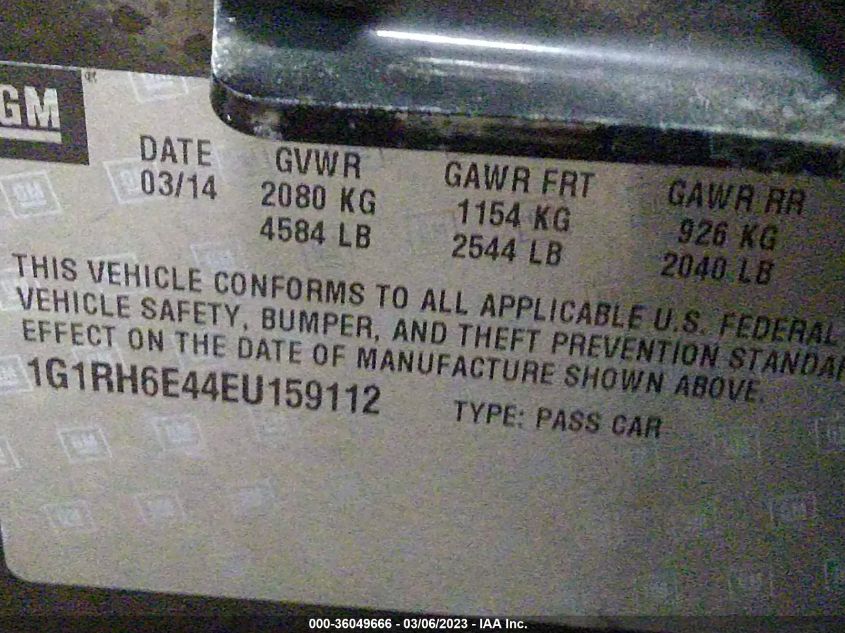 GM
DATE GVWR GAWR FRT GAWR RR
03/14 2080 KG 1154 KG 926 KG
4584 LB 2544 LB 2040 LB
THIS VEHICLE CONFORMS TO ALL APPLICABLE U.S. FEDERAL
VEHICLE SAFETY, BUMPER, AND THEFT PREVENTION
EFFECT ON THE DATE OF MANUFACTURE SHOWN ABOVE.
1G1RH6E44EU159112 TYPE: PASS CAR
000-36049666 - 03/06/2023 - IAA Inc.